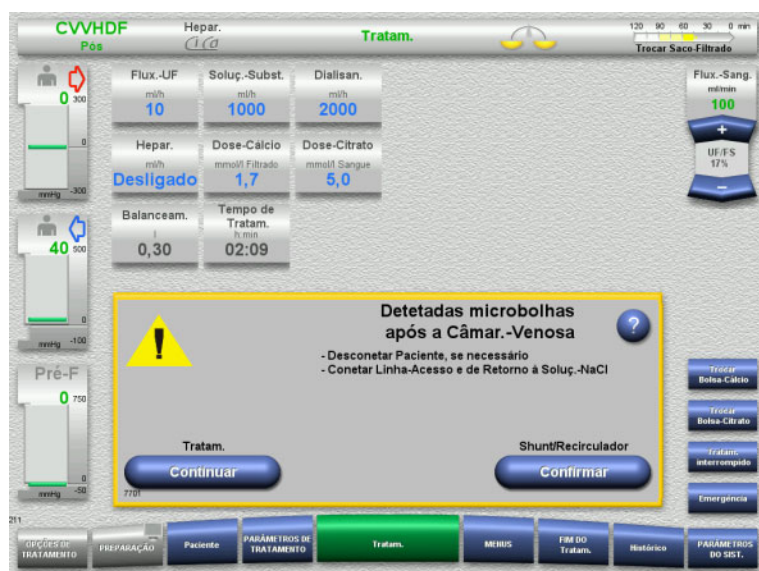 CVVHDF
Pós
Hepar.
Ci Ca
Tratam.
120 90 60 30 0 min
Trocar Saco-Filtrado
0
300
0
-300
mmHg
Flux.-UF
ml/h
10
Soluç.-Subst.
ml/h
1000
Dialisan.
ml/h
2000
Flux.-Sang.
ml/min
100
+
UF/FS
17%
−
Hepar.
ml/h
Desligado
Dose-Cálcio
mmol/l Filtrado
1,7
Dose-Citrato
mmol/l Sangue
5,0
Balanceam.
l
0,30
Tempo de
Tratam.
h:min
02:09
40
500
0
-100
mmHg
Pré-F
0
750
0
-50
mmHg
!
Detetadas microbolhas
após a Câmar.-Venosa
?
- Desconetar Paciente, se necessário
- Conetar Linha-Acesso e de Retorno à Soluç.-NaCl
Tratam.
Continuar
Shunt/Recirculador
Confirmar
7701
Trocar
Bolsa-Cálcio
Trocar
Bolsa-Citrato
Tratam.
interrompido
Emergência
211
OPÇÕES DE
TRATAMENTO
PREPARAÇÃO
Paciente
PARÁMETROS DE
TRATAMENTO
Tratam.
MENUS
FIM DO
Tratam.
Histórico
PARÁMETROS
DO SIST.